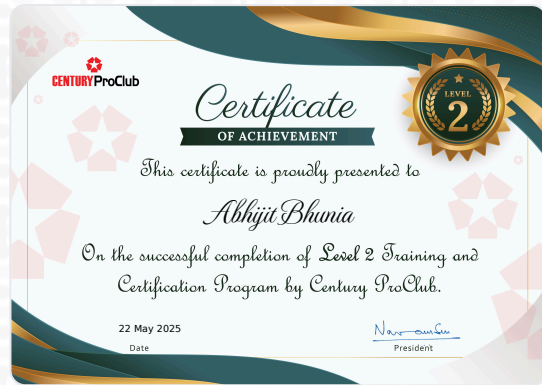 CENTURY ProClub
LEVEL
2
Certificate
OF ACHIEVEMENT
This certificate is proudly presented to
Abhijit Bhunia
On the successful completion of Level 2 Training and
Certification Program by Century ProClub.
22 May 2025
Date
President